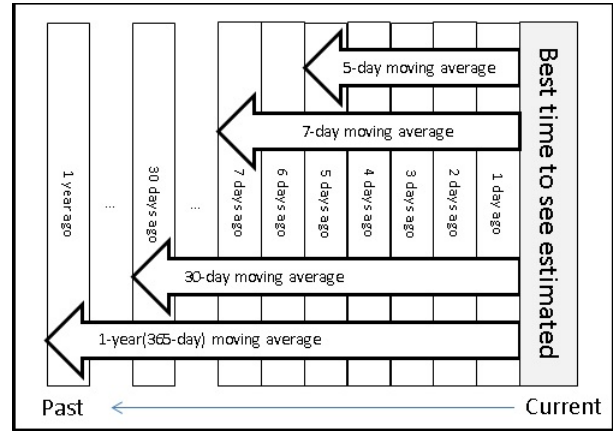 5-day moving average
7-day moving average
1 year ago
...
30 days ago
...
7 days ago
6 days ago
5 days ago
4 days ago
3 days ago
2 days ago
1 day ago
Best time to see estimated
30-day moving average
1-year(365-day) moving average
Past
Current